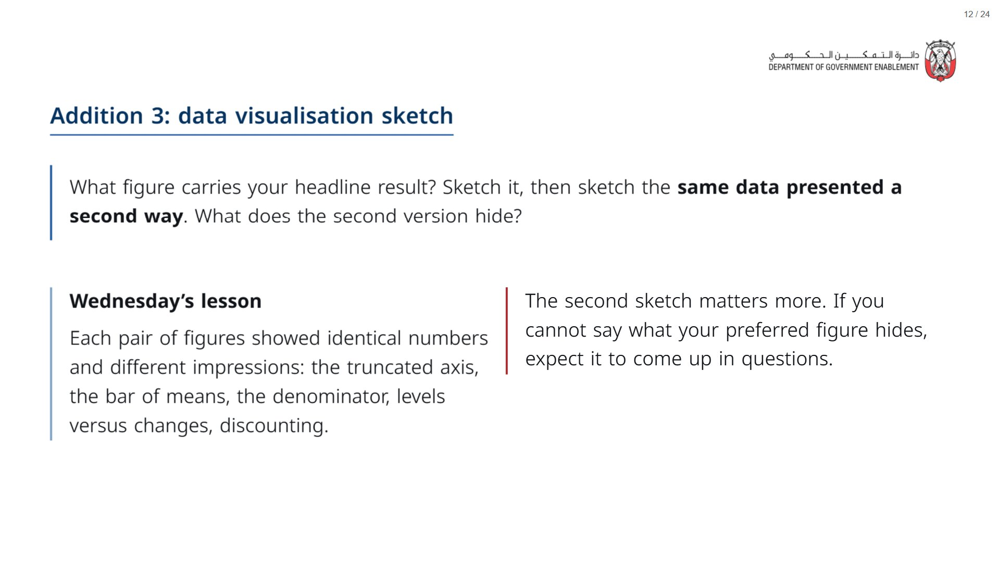 12 / 24
دائرة التمكين الحكومي
DEPARTMENT OF GOVERNMENT ENABLEMENT
Addition 3: data visualisation sketch
What figure carries your headline result? Sketch it, then sketch the same data presented a
second way. What does the second version hide?
Wednesday’s lesson
Each pair of figures showed identical numbers
and different impressions: the truncated axis,
the bar of means, the denominator, levels
versus changes, discounting.
The second sketch matters more. If you
cannot say what your preferred figure hides,
expect it to come up in questions.